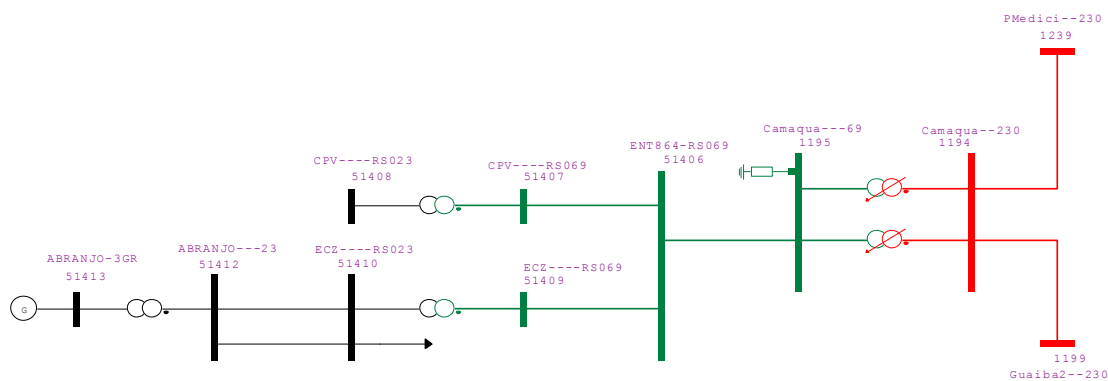 PMedici--230
1239
Camaqua---69
1195
Camaqua--230
1194
ENT864-RS069
51406
CPV----RS023
51408
CPV----RS069
51407
ABRANJO---23
51412
ECZ----RS023
51410
ABRANJO-3GR
51413
ECZ----RS069
51409
G
1199
Guaiba2--230